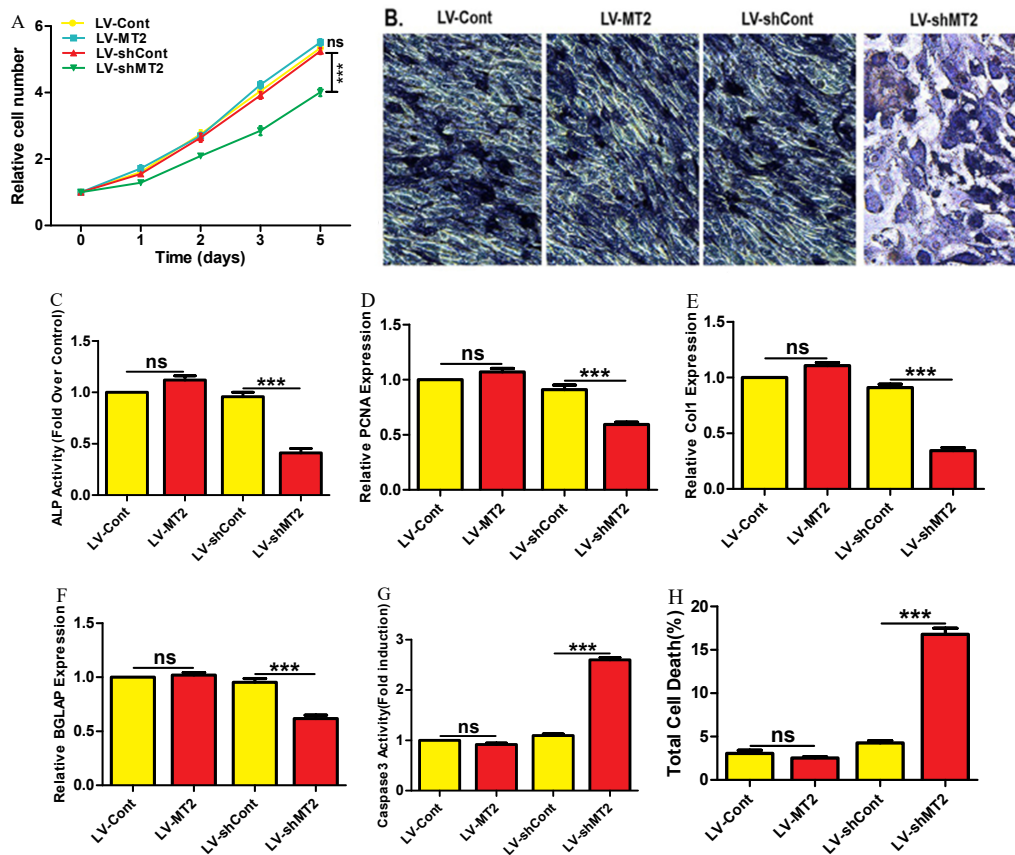 A
LV-Cont
LV-MT2
LV-shCont
LV-shMT2
ns
***
Relative cell number
6
4
2
0
0 1 2 3 5
Time (days)
B.
LV-Cont LV-MT2 LV-shCont LV-shMT2
C
ALP Activity(Fold Over Control)
1.5
1.0
0.5
0.0
ns
***
LV-Cont LV-MT2 LV-shCont LV-shMT2
D
Relative PCNA Expression
1.5
1.0
0.5
0.0
ns
***
LV-Cont LV-MT2 LV-shCont LV-shMT2
E
Relative Col1 Expression
1.5
1.0
0.5
0.0
ns
***
LV-Cont LV-MT2 LV-shCont LV-shMT2
F
Relative BGLAP Expression
1.5
1.0
0.5
0.0
ns
***
LV-Cont LV-MT2 LV-shCont LV-shMT2
G
Caspase3 Activity(Fold induction)
3
2
1
0
ns
***
LV-Cont LV-MT2 LV-shCont LV-shMT2
H
Total Cell Death(%)
20
15
10
5
0
ns
***
LV-Cont LV-MT2 LV-shCont LV-shMT2